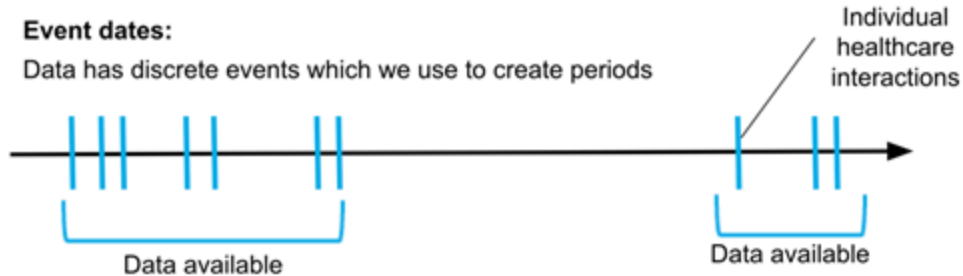 Event dates:
Data has discrete events which we use to create periods
Individual
healthcare
interactions
Data available
Data available